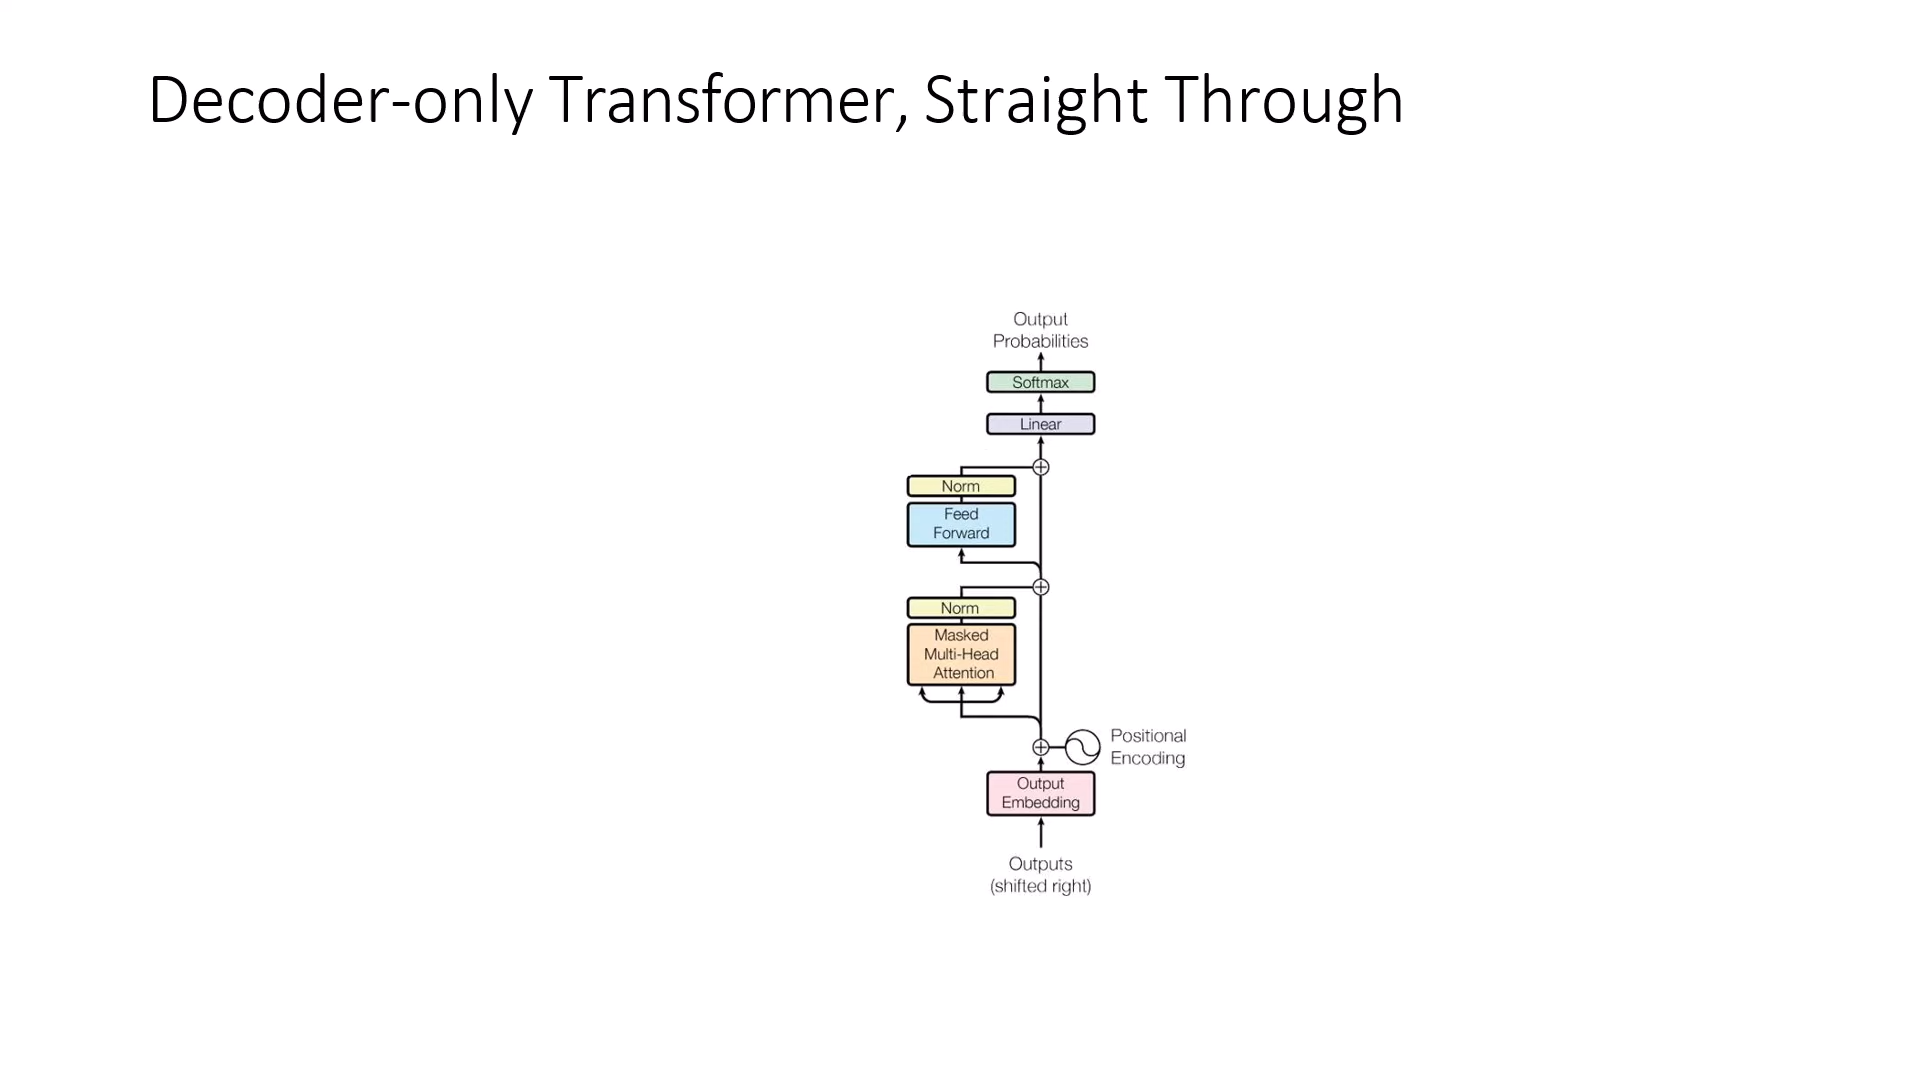 Decoder-only Transformer, Straight Through
Output
Probabilities
Softmax
Linear
Norm
Feed
Forward
Norm
Masked
Multi-Head
Attention
Positional
Encoding
Output
Embedding
Outputs
(shifted right)